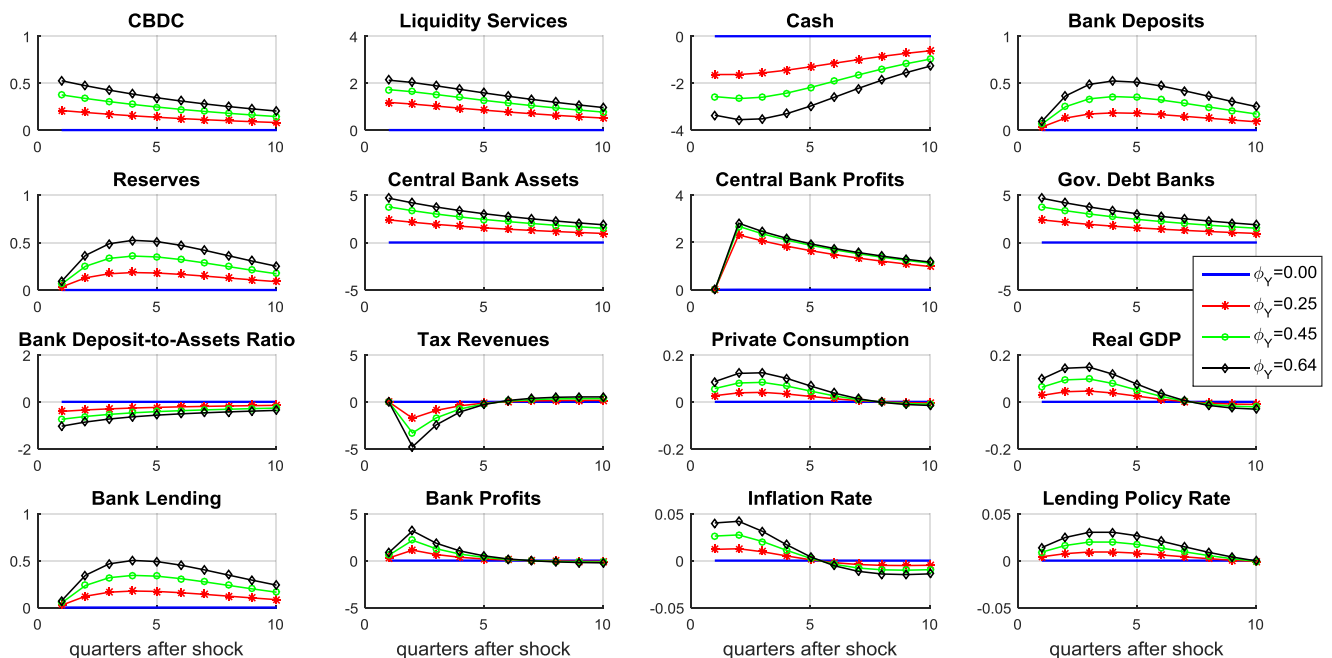 CBDC
Liquidity Services
Cash
Bank Deposits
1
0.5
0
0 5 10
4
2
0
0 5 10
0
-2
-4
0 5 10
1
0.5
0
0 5 10
Reserves
Central Bank Assets
Central Bank Profits
Gov. Debt Banks
1
0.5
0
0 5 10
5
0
-5
0 5 10
4
2
0
0 5 10
5
0
-5
0 5 10
Bank Deposit-to-Assets Ratio
Tax Revenues
Private Consumption
Real GDP
2
0
-2
0 5 10
5
0
-5
0 5 10
0.2
0
-0.2
0 5 10
0.2
0
-0.2
0 5 10
ϕY=0.00
ϕY=0.25
ϕY=0.45
ϕY=0.64
Bank Lending
Bank Profits
Inflation Rate
Lending Policy Rate
1
0.5
0
0 5 10
quarters after shock
5
0
-5
0 5 10
quarters after shock
0.05
0
-0.05
0 5 10
quarters after shock
0.05
0
-0.05
0 5 10
quarters after shock